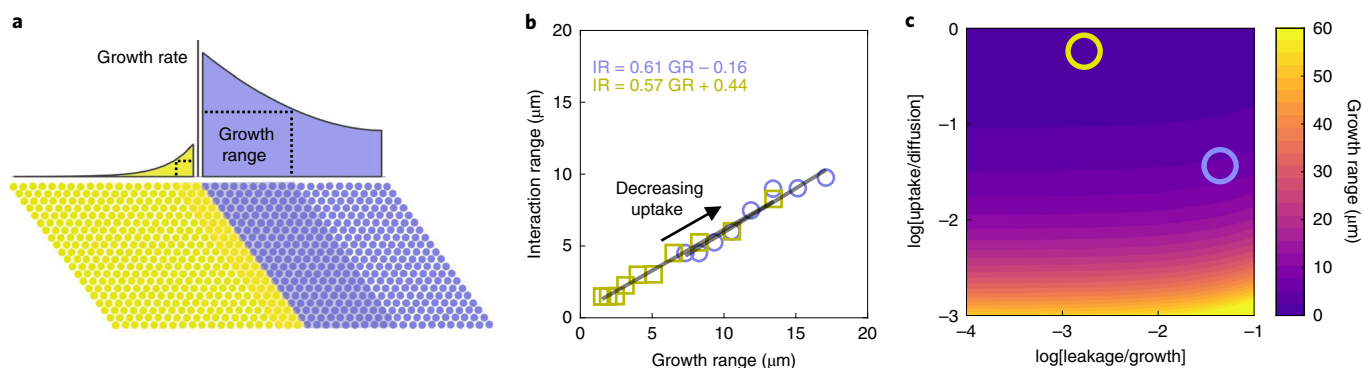 a
Growth rate
Growth
range
b
Interaction range (μm)
20
15
10
5
0
IR = 0.61 GR – 0.16
IR = 0.57 GR + 0.44
Decreasing
uptake
0
5
10
15
20
Growth range (μm)
c
log[uptake/diffusion]
–0
–1
–2
–3
–4
–3
–2
–1
log[leakage/growth]
60
50
40
30
20
10
0
Growth range
(μm)